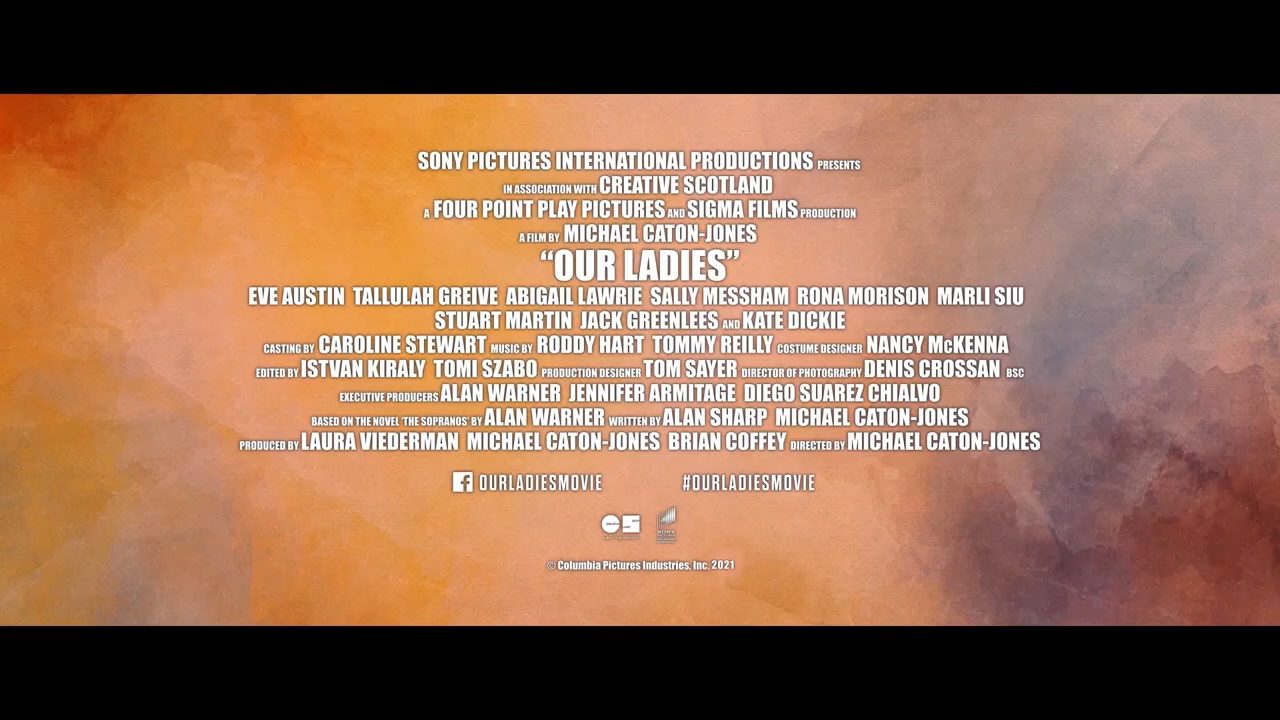 SONY PICTURES INTERNATIONAL PRODUCTIONS PRESENTS
IN ASSOCIATION WITH CREATIVE SCOTLAND
A FOUR POINT PLAY PICTURES AND SIGMA FILMS PRODUCTION
A FILM BY MICHAEL CATON-JONES
“OUR LADIES”
EVE AUSTIN TALLULAH GREIVE ABIGAIL LAWRIE SALLY MESSHAM RONA MORISON MARLI SIU
STUART MARTIN JACK GREENLEES AND KATE DICKIE
CASTING BY CAROLINE STEWART MUSIC BY RODDY HART TOMMY REILLY COSTUME DESIGNER NANCY McKENNA
EDITED BY ISTVAN KIRALY TOMI SZABO PRODUCTION DESIGNER TOM SAYER DIRECTOR OF PHOTOGRAPHY DENIS CROSSAN BSC
EXECUTIVE PRODUCERS ALAN WARNER JENNIFER ARMITAGE DIEGO SUAREZ CHIALVO
BASED ON THE NOVEL 'THE SOPRANOS' BY ALAN WARNER WRITTEN BY ALAN SHARP MICHAEL CATON-JONES
PRODUCED BY LAURA VIEDERMAN MICHAEL CATON-JONES BRIAN COFFEY DIRECTED BY MICHAEL CATON-JONES
OURLADIESMOVIE #OURLADIESMOVIE
SONY
© Columbia Pictures Industries, Inc. 2021